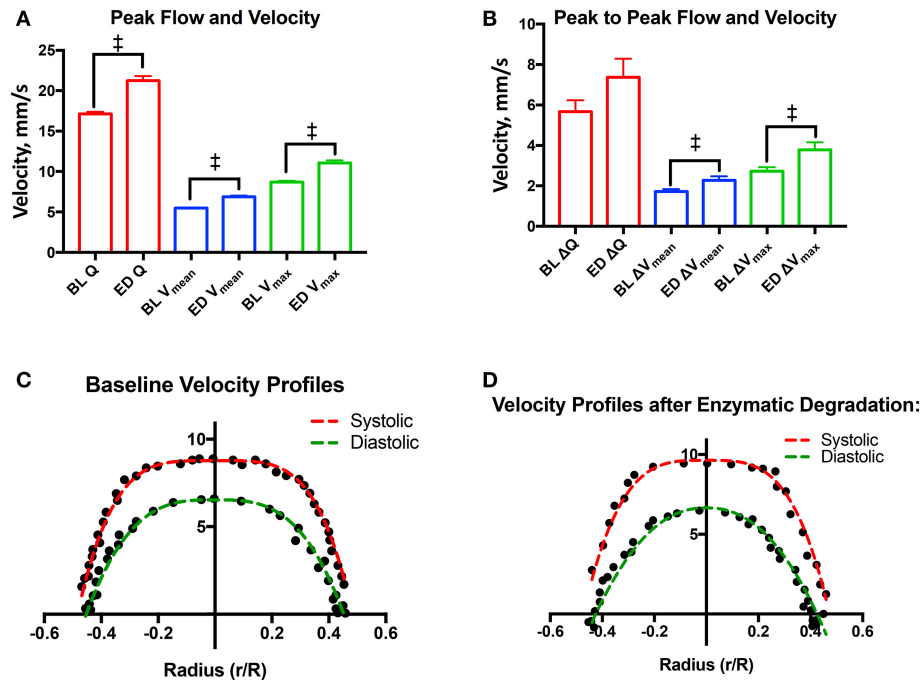 A
Peak Flow and Velocity
Velocity, mm/s
25
20
15
10
5
0
‡
‡
‡
BL Q
ED Q
BL Vmean
ED Vmean
BL Vmax
ED Vmax
B
Peak to Peak Flow and Velocity
Velocity, mm/s
8
6
4
2
0
‡
‡
BL ΔQ
ED ΔQ
BL ΔVmean
ED ΔVmean
BL ΔVmax
ED ΔVmax
C
Baseline Velocity Profiles
Systolic
Diastolic
10
5
-0.6
-0.4
-0.2
0.0
0.2
0.4
0.6
Radius (r/R)
D
Velocity Profiles after Enzymatic Degradation:
Systolic
Diastolic
10
5
-0.6
-0.4
-0.2
0.0
0.2
0.4
0.6
Radius (r/R)